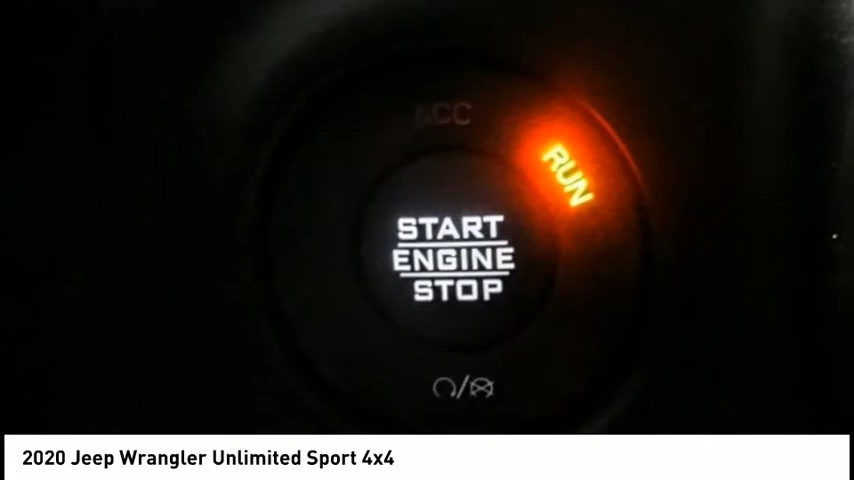 ACC
RUN
START
ENGINE
STOP
2020 Jeep Wrangler Unlimited Sport 4x4